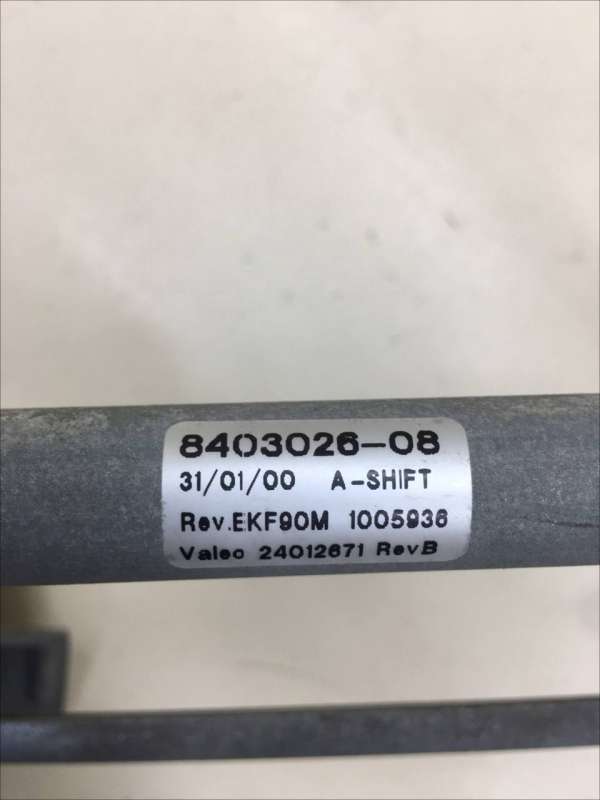 8403026-08
31/01/00 A-SHIFT
Rev.EKF90M 1005936
Valeo 24012671 RevB